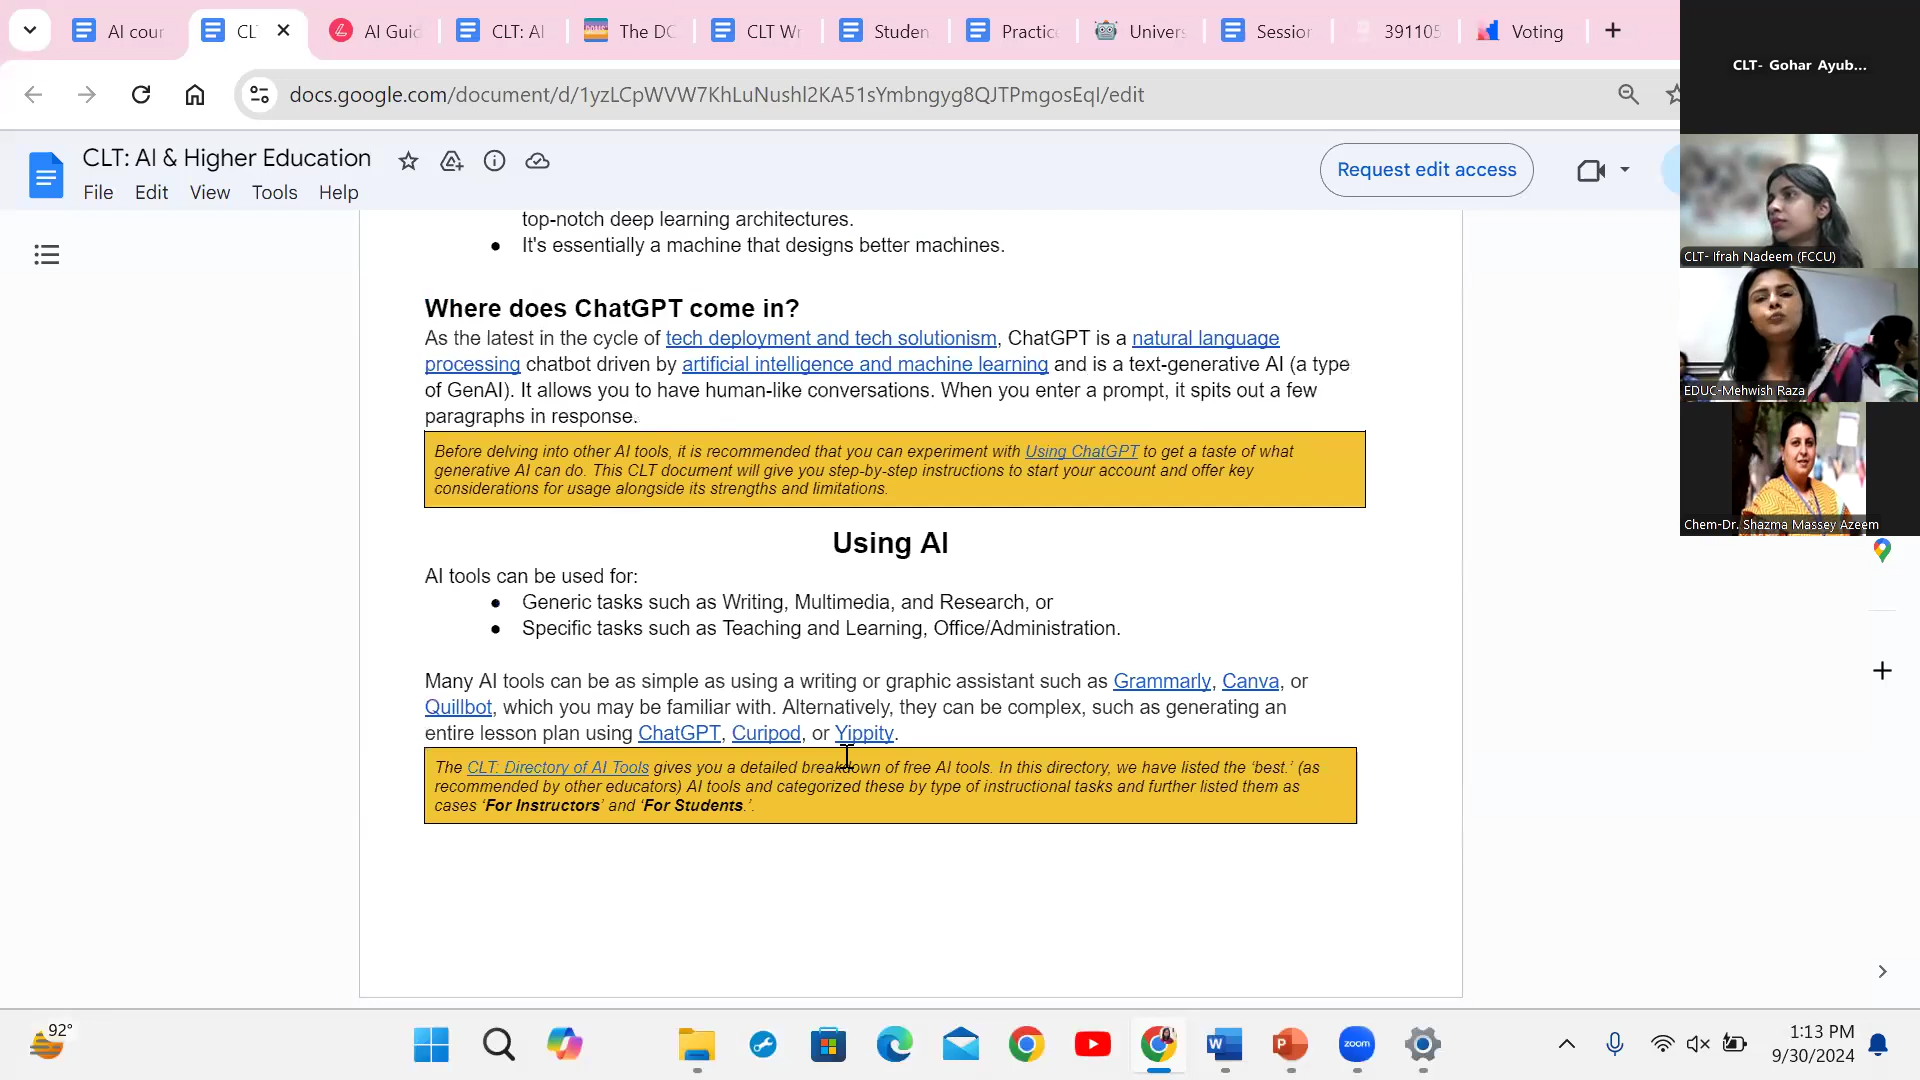 AI cour
CLT
AI Guid
CLT: AI
The DC
CLT Wr
Studen
Practic
Univers
Session
391105
Voting
docs.google.com/document/d/1yzLCpWVW7KhLuNushl2KA51sYmbngyg8QJTPmgosEqI/edit
CLT: AI & Higher Education
File Edit View Tools Help
Request edit access
top-notch deep learning architectures.
● It's essentially a machine that designs better machines.
Where does ChatGPT come in?
As the latest in the cycle of tech deployment and tech solutionism, ChatGPT is a natural language
processing chatbot driven by artificial intelligence and machine learning and is a text-generative AI (a type
of GenAI). It allows you to have human-like conversations. When you enter a prompt, it spits out a few
paragraphs in response.
Before delving into other AI tools, it is recommended that you can experiment with Using ChatGPT to get a taste of what
generative AI can do. This CLT document will give you step-by-step instructions to start your account and offer key
considerations for usage alongside its strengths and limitations.
Using AI
AI tools can be used for:
● Generic tasks such as Writing, Multimedia, and Research, or
● Specific tasks such as Teaching and Learning, Office/Administration.
Many AI tools can be as simple as using a writing or graphic assistant such as Grammarly, Canva, or
Quillbot, which you may be familiar with. Alternatively, they can be complex, such as generating an
entire lesson plan using ChatGPT, Curipod, or Yippity.
The CLT: Directory of AI Tools gives you a detailed breakdown of free AI tools. In this directory, we have listed the ‘best.’ (as
recommended by other educators) AI tools and categorized these by type of instructional tasks and further listed them as
cases ‘For Instructors’ and ‘For Students.’.
CLT- Gohar Ayub...
CLT- Ifrah Nadeem (FCCU)
EDUC-Mehwish Raza
Chem-Dr. Shazma Massey Azeem
92°
zoom
1:13 PM
9/30/2024